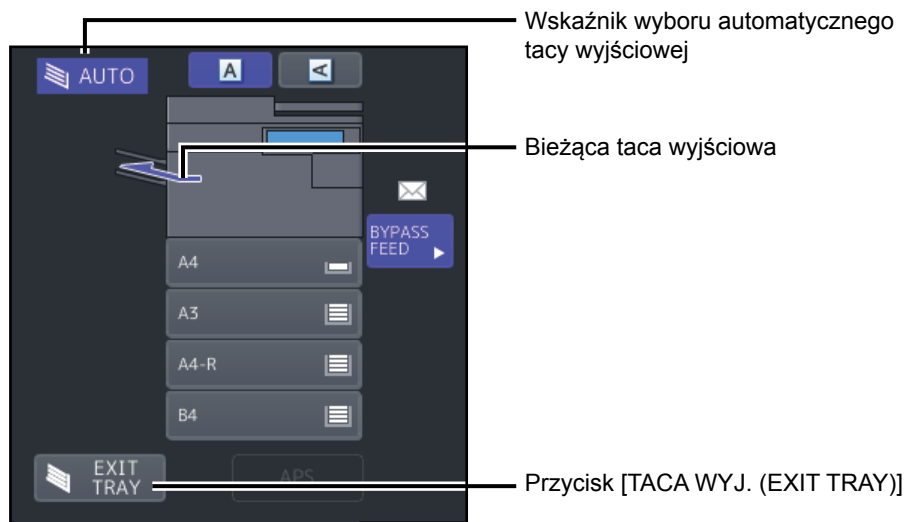 Wskaźnik wyboru automatycznego
tacy wyjściowej
AUTO
A
A
Bieżąca taca wyjściowa
BYPASS
FEED
A4
A3
A4-R
B4
EXIT
TRAY
APS
Przycisk [TACA WYJ. (EXIT TRAY)]